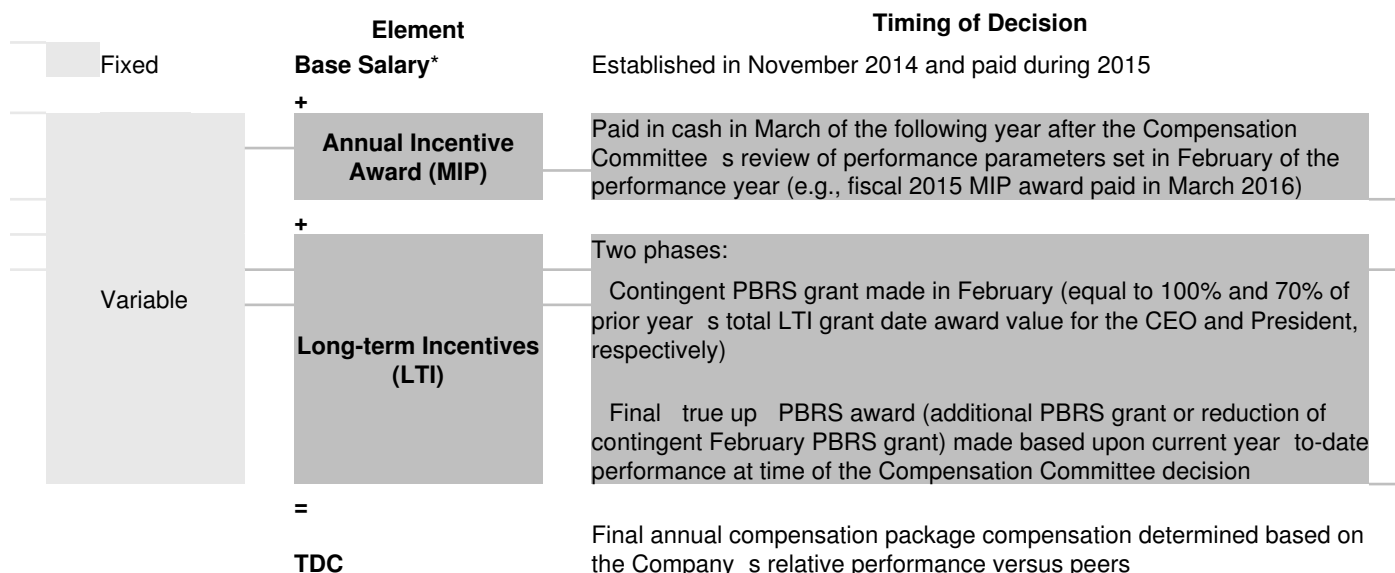 Element
Timing of Decision
Fixed
Base Salary*
Established in November 2014 and paid during 2015
+
Annual Incentive
Award (MIP)
Paid in cash in March of the following year after the Compensation
Committee s review of performance parameters set in February of the
performance year (e.g., fiscal 2015 MIP award paid in March 2016)
+
Variable
Long-term Incentives
(LTI)
Two phases:
Contingent PBRS grant made in February (equal to 100% and 70% of
prior year s total LTI grant date award value for the CEO and President,
respectively)
Final true up PBRS award (additional PBRS grant or reduction of
contingent February PBRS grant) made based upon current year to-date
performance at time of the Compensation Committee decision
=
TDC
Final annual compensation package compensation determined based on
the Company s relative performance versus peers